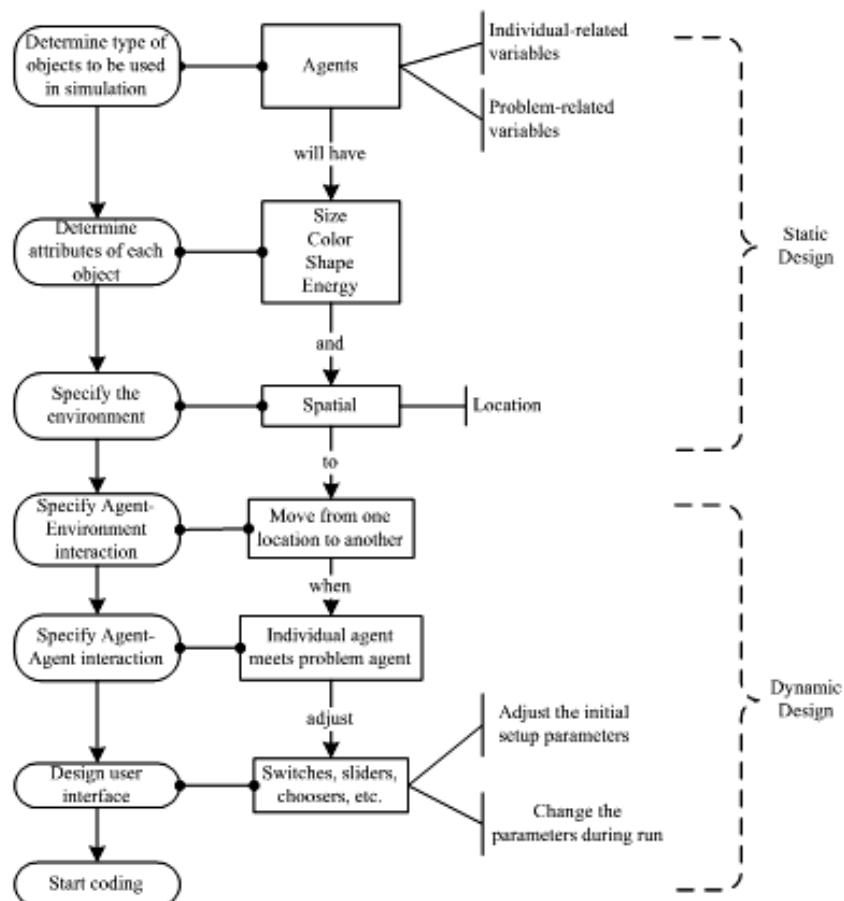 Determine type of
objects to be used
in simulation
Agents
Individual-related
variables
Problem-related
variables
will have
Determine
attributes of each
object
Size
Color
Shape
Energy
Static
Design
and
Specify the
environment
Spatial
Location
to
Specify Agent-
Environment
interaction
Move from one
location to another
when
Specify Agent-
Agent interaction
Individual agent
meets problem agent
adjust
Adjust the initial
setup parameters
Dynamic
Design
Design user
interface
Switches, sliders,
choosers, etc.
Change the
parameters during run
Start coding